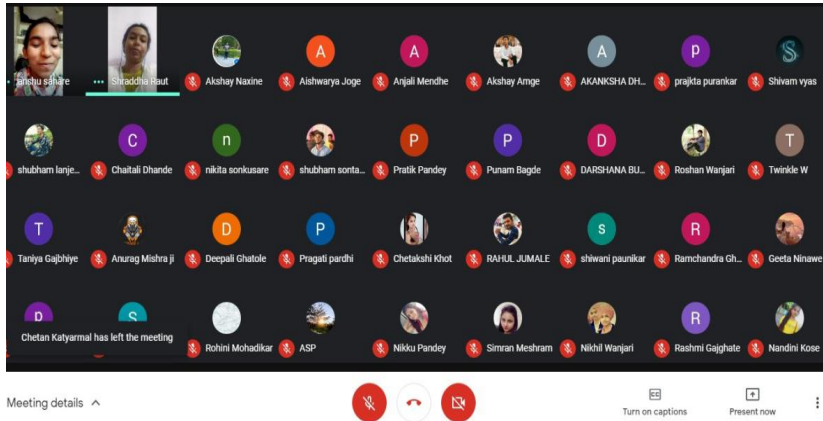 anshu sahare
Shraddha Raut
Akshay Naxine
A
Aishwarya Joge
A
Anjali Mendhe
Akshay Amge
A
AKANKSHA DH...
p
prajkta purankar
S
Shivam vyas
shubham lanje...
C
Chaitali Dhande
n
nikita sonkusare
shubham sonta...
P
Pratik Pandey
P
Punam Bagde
D
DARSHANA BU...
Roshan Wanjari
T
Twinkle W
T
Taniya Gajbhiye
Anurag Mishra ji
D
Deepali Ghatole
P
Pragati pardhi
Chetakshi Khot
RAHUL JUMALE
s
shiwani paunikar
R
Ramchandra Gh...
Geeta Ninawe
Chetan Katyarmal has left the meeting
Rohini Mohadikar
ASP
Nikku Pandey
Simran Meshram
Nikhil Wanjari
R
Rashmi Gajghate
Nandini Kose
Meeting details
CC
Turn on captions
Present now